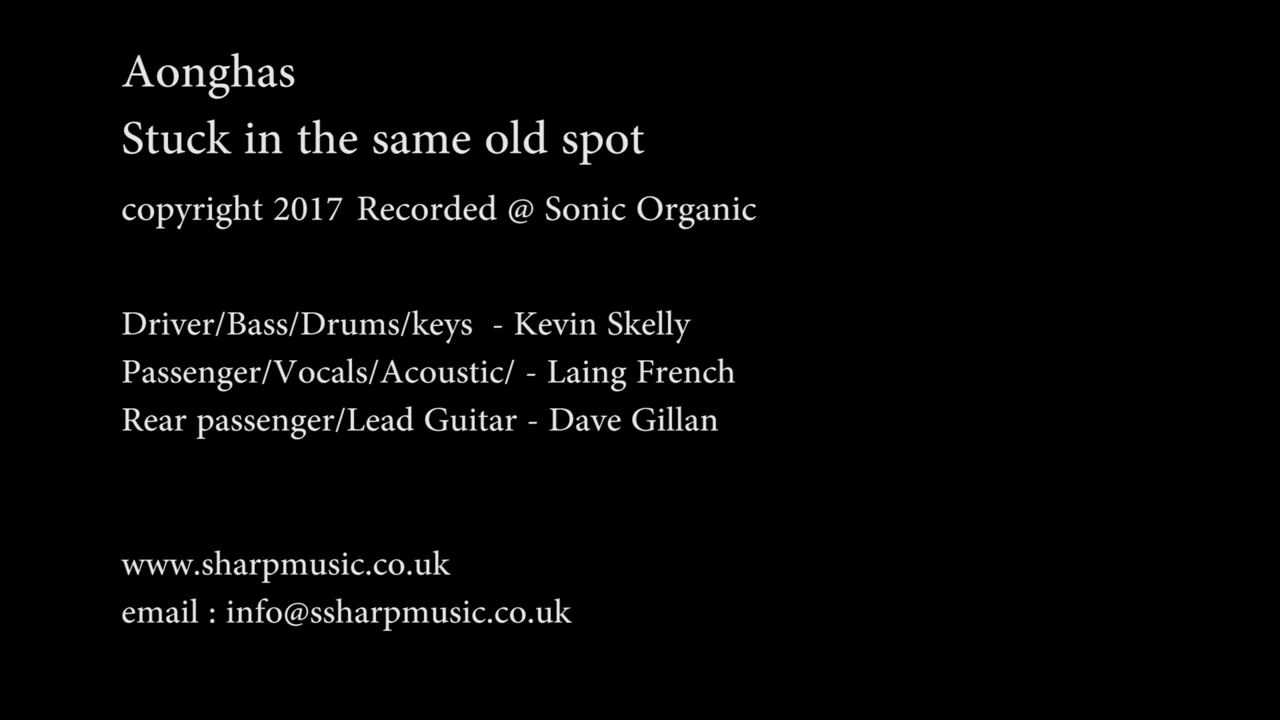 Aonghas
Stuck in the same old spot
copyright 2017 Recorded @ Sonic Organic
Driver/Bass/Drums/keys - Kevin Skelly
Passenger/Vocals/Acoustic/ - Laing French
Rear passenger/Lead Guitar - Dave Gillan
www.sharpmusic.co.uk
email : info@ssharpmusic.co.uk